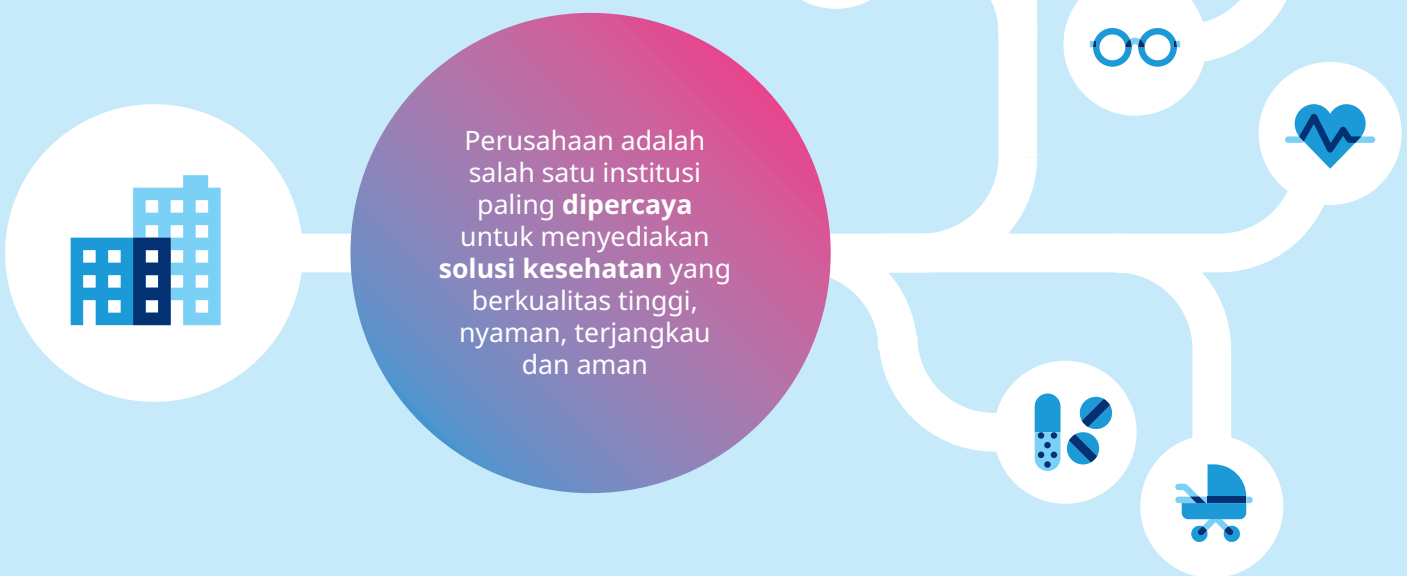 Perusahaan adalah
salah satu institusi
paling dipercaya
untuk menyediakan
solusi kesehatan yang
berkualitas tinggi,
nyaman, terjangkau
dan aman